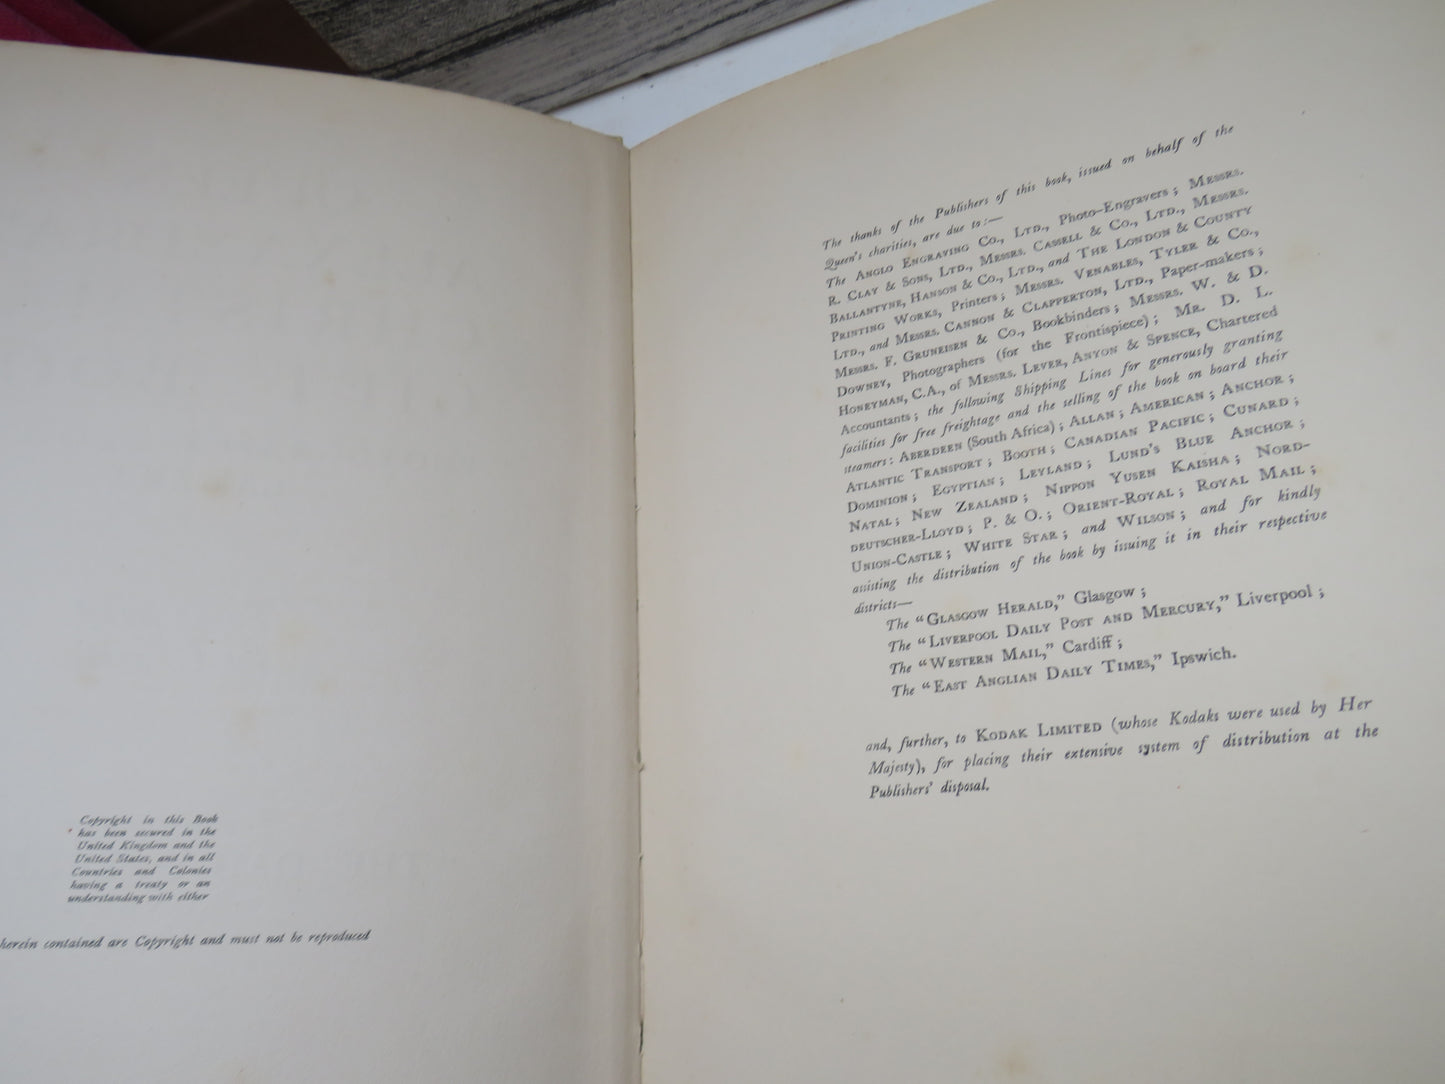 Copyright in this Book
has been secured in the
United Kingdom and the
United States, and in all
Countries and Colonies
having a treaty or an
understanding with either
herein contained are Copyright and must not be reproduced
The thanks of the Publishers of this book, issued on behalf of the
Queen's charities, are due to:—
The ANGLO ENGRAVING CO., LTD., Photo-Engravers; MESSRS.
R. CLAY & SONS, LTD., MESSRS. CASSELL & CO., LTD., MESSRS.
BALLANTYNE, HANSON & CO., LTD., and THE LONDON & COUNTY
PRINTING WORKS, Printers; MESSRS. VENABLES, TYLER & CO.,
LTD., and MESSRS. CANNON & CLAPPERTON, LTD., Paper-makers;
MESSRS. F. GRUNEISEN & CO., Bookbinders; MESSRS. W. & D.
DOWNEY, Photographers (for the Frontispiece); MR. D. L.
HONEYMAN, C.A., of MESSRS. LEVER, ANYON & SPENCE, Chartered
Accountants; the following Shipping Lines for generously granting
facilities for free freightage and the selling of the book on board their
steamers: ABERDEEN (South Africa); ALLAN; AMERICAN; ANCHOR;
ATLANTIC TRANSPORT; BOOTH; CANADIAN PACIFIC; CUNARD;
DOMINION; EGYPTIAN; LEYLAND; LUND'S BLUE ANCHOR;
NATAL; NEW ZEALAND; NIPPON YUSEN KAISHA; NORD-
DEUTSCHER-LLOYD; P. & O.; ORIENT-ROYAL; ROYAL MAIL;
UNION-CASTLE; WHITE STAR; and WILSON; and for kindly
assisting the distribution of the book by issuing it in their respective
districts—
The "GLASGOW HERALD," Glasgow;
The "LIVERPOOL DAILY POST AND MERCURY," Liverpool;
The "WESTERN MAIL," Cardiff;
The "EAST ANGLIAN DAILY TIMES," Ipswich.
and, further, to KODAK LIMITED (whose Kodaks were used by Her
Majesty), for placing their extensive system of distribution at the
Publishers' disposal.